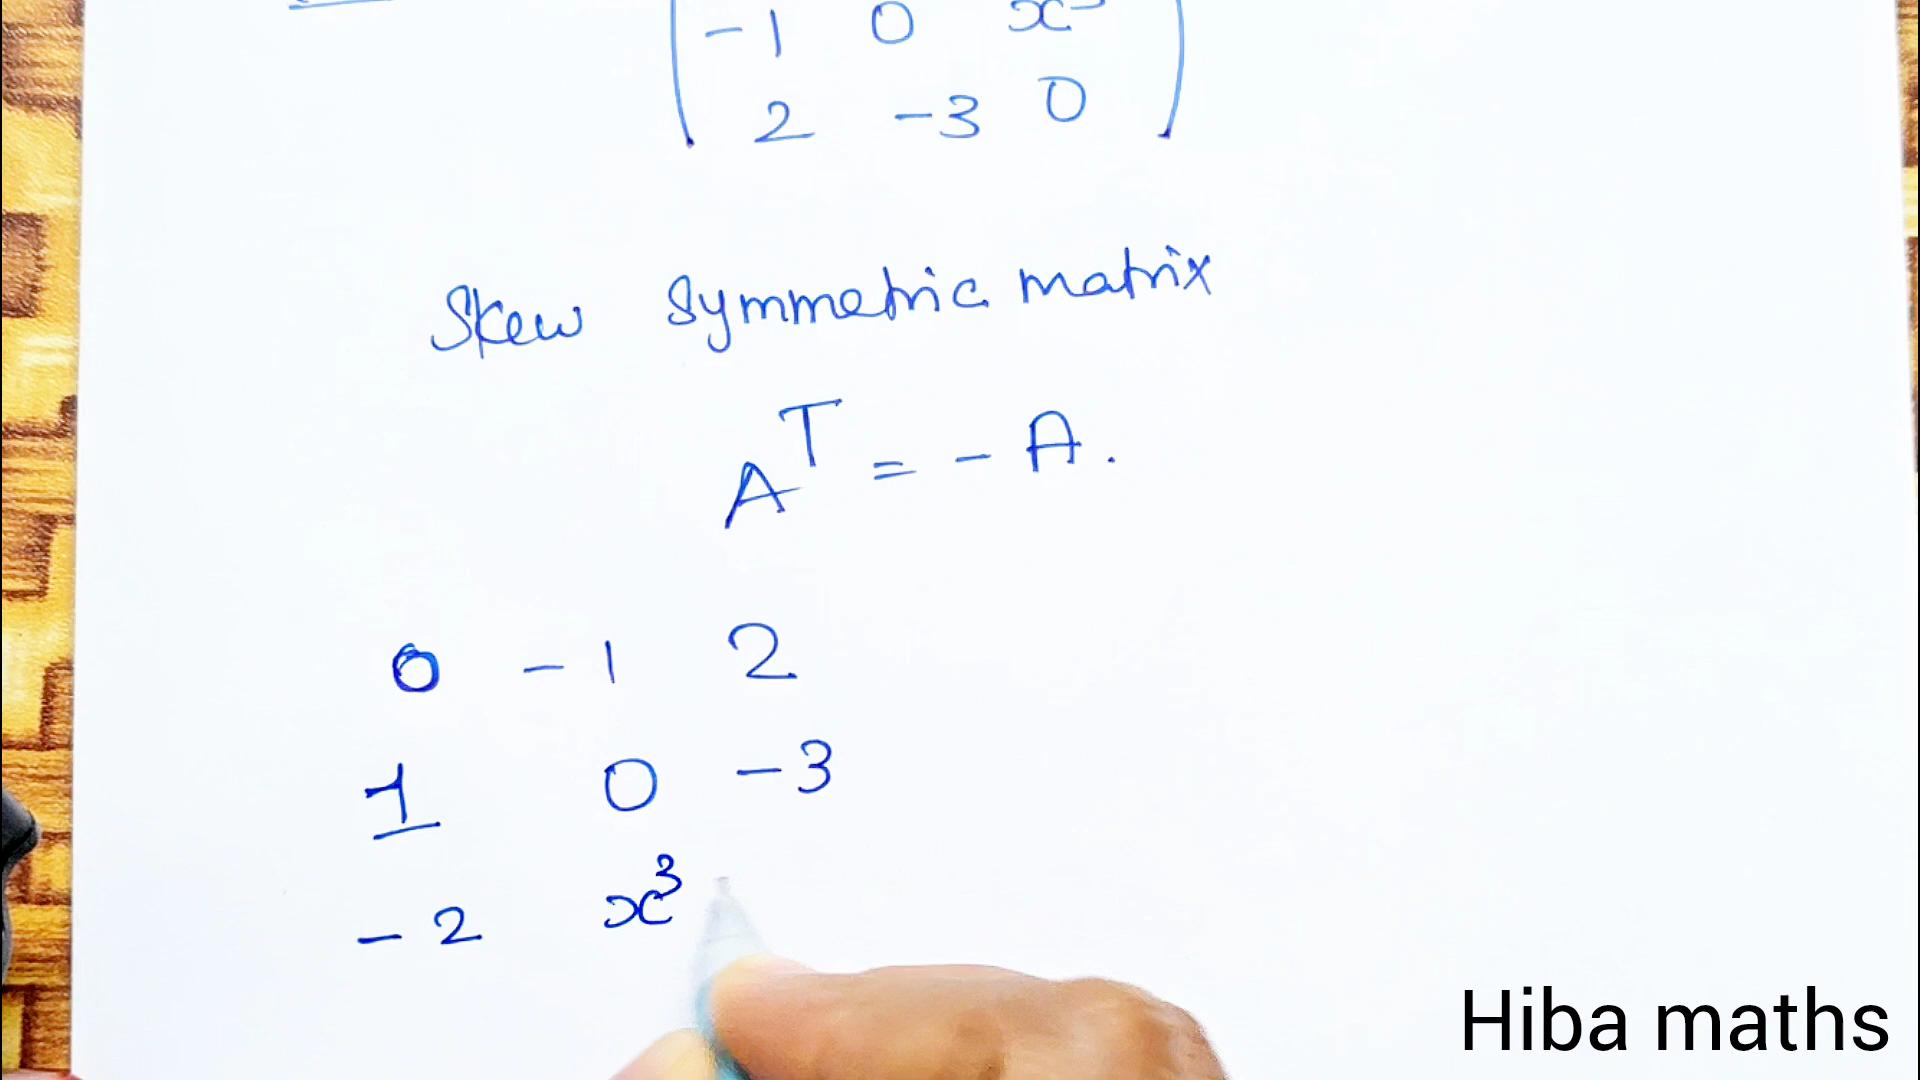 -1 0 x³
2 -3 0
Skew Symmetric matrix
Aᵀ = - A.
0 -1 2
1 0 -3
-2 x³
Hiba maths